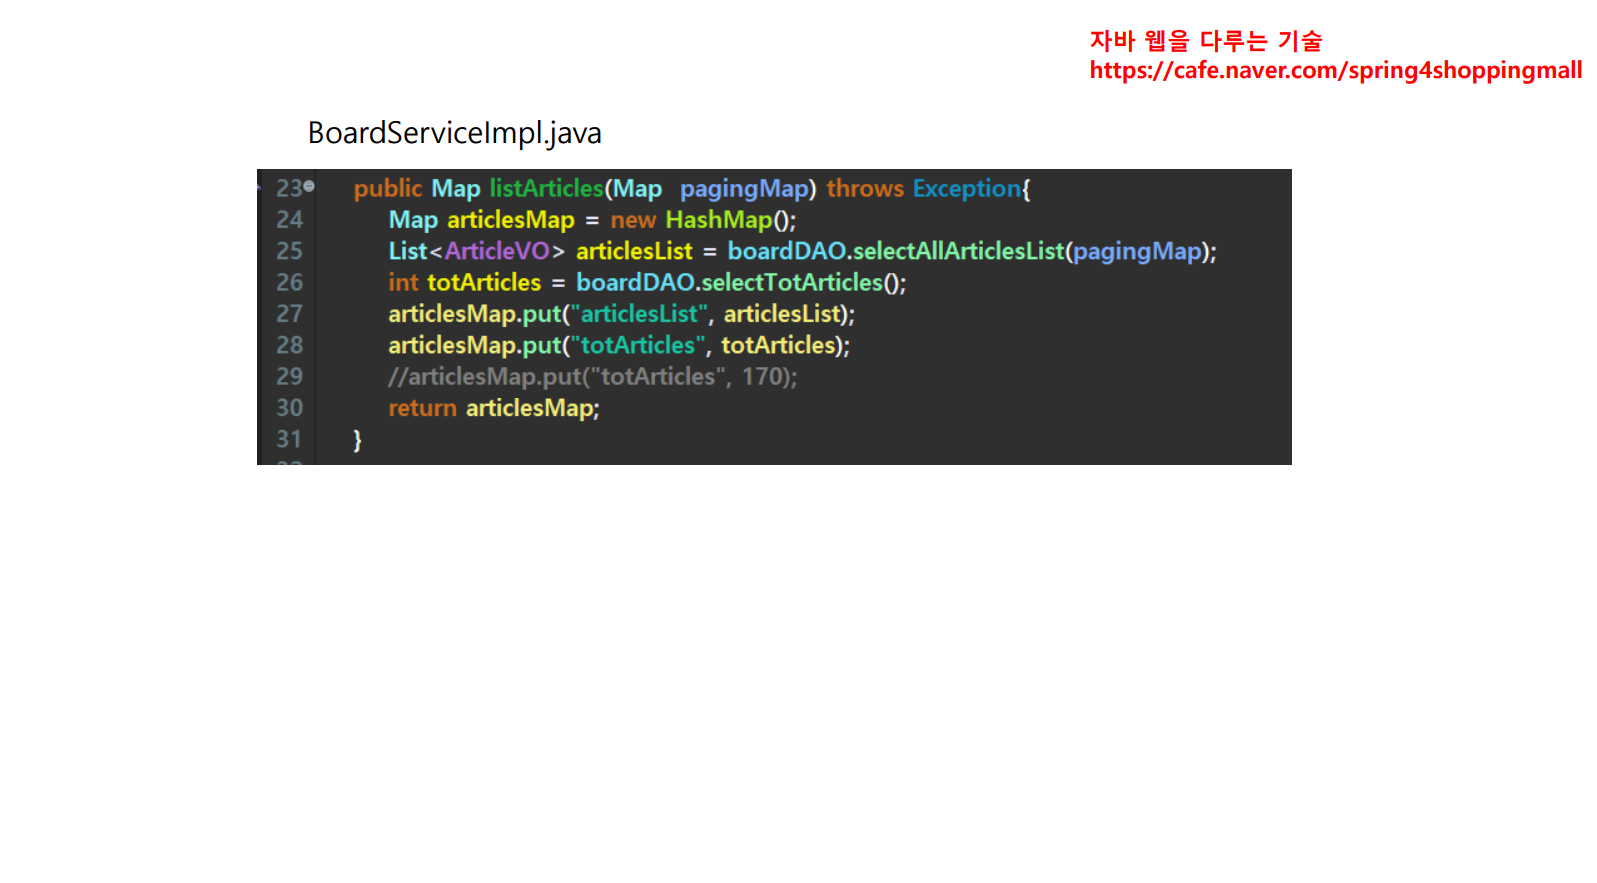 자바 웹을 다루는 기술
https://cafe.naver.com/spring4shoppingmall
BoardServiceImpl.java
23 public Map listArticles(Map pagingMap) throws Exception{
24 Map articlesMap = new HashMap();
25 List<ArticleVO> articlesList = boardDAO.selectAllArticlesList(pagingMap);
26 int totArticles = boardDAO.selectTotArticles();
27 articlesMap.put("articlesList", articlesList);
28 articlesMap.put("totArticles", totArticles);
29 //articlesMap.put("totArticles", 170);
30 return articlesMap;
31 }